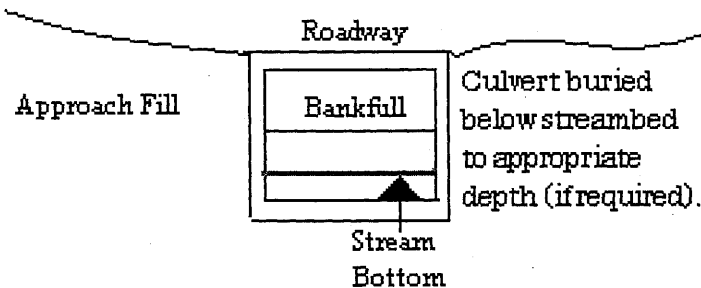 Roadway
Approach Fill
Bankfull
Culvert buried
below streambed
to appropriate
depth (if required).
Stream
Bottom